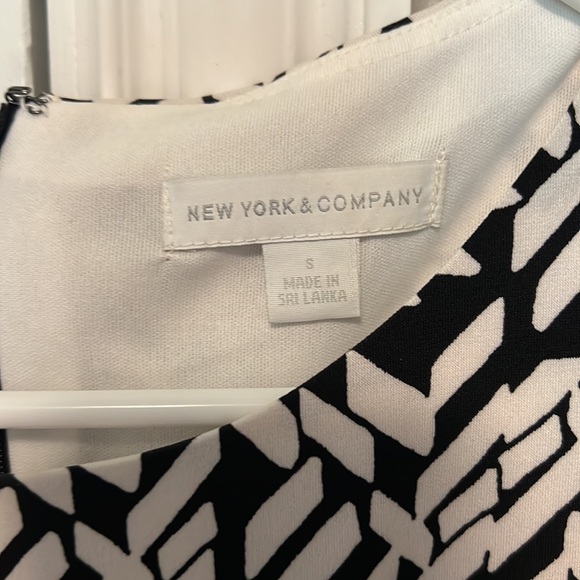 NEW YORK & COMPANY
S
MADE IN
SRI LANKA